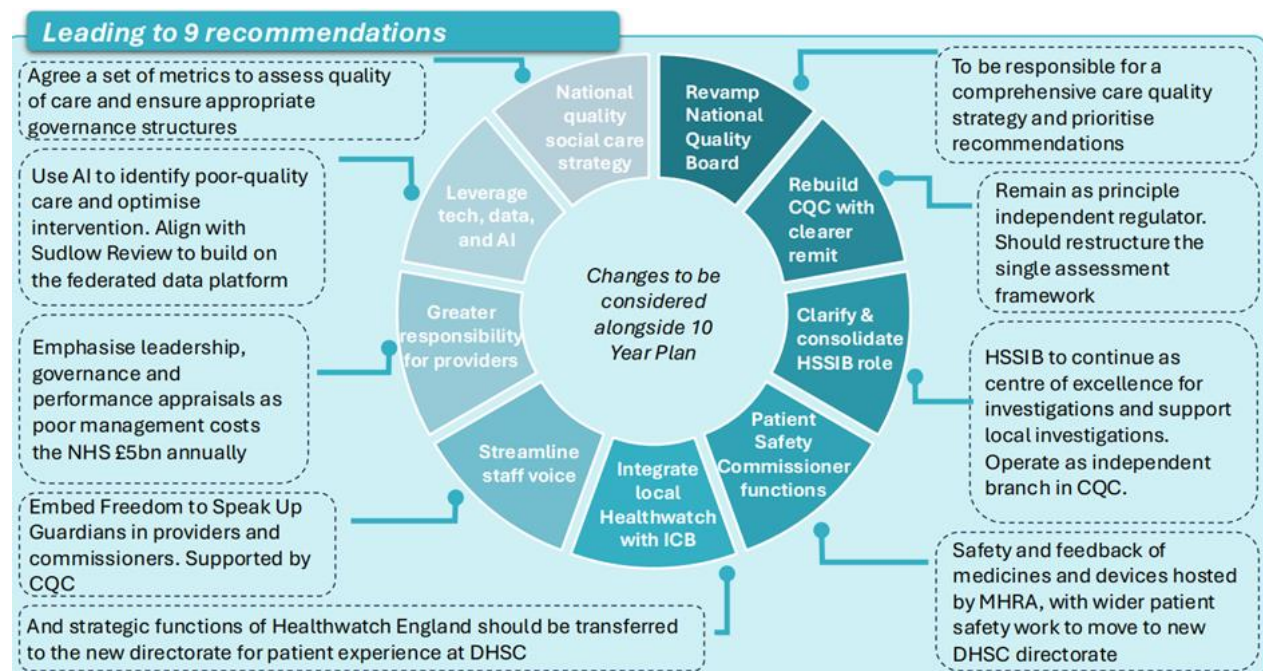 Leading to 9 recommendations
Agree a set of metrics to assess quality
of care and ensure appropriate
governance structures
National
quality
social care
strategy
Revamp
National
Quality
Board
To be responsible for a
comprehensive care quality
strategy and prioritise
recommendations
Use AI to identify poor-quality
care and optimise
intervention. Align with
Sudlow Review to build on
the federated data platform
Leverage
tech, data,
and AI
Rebuild
CQC with
clearer
remit
Remain as principle
independent regulator.
Should restructure the
single assessment
framework
Changes to be
considered
alongside 10
Year Plan
Emphasise leadership,
governance and
performance appraisals as
poor management costs
the NHS £5bn annually
Greater
responsibility
for providers
Clarify &
consolidate
HSSIB role
HSSIB to continue as
centre of excellence for
investigations and support
local investigations.
Operate as independent
branch in CQC.
Embed Freedom to Speak Up
Guardians in providers and
commissioners. Supported by
CQC
Streamline
staff voice
Integrate
local
Healthwatch
with ICB
Patient
Safety
Commissioner
functions
Safety and feedback of
medicines and devices hosted
by MHRA, with wider patient
safety work to move to new
DHSC directorate
And strategic functions of Healthwatch England should be transferred
to the new directorate for patient experience at DHSC